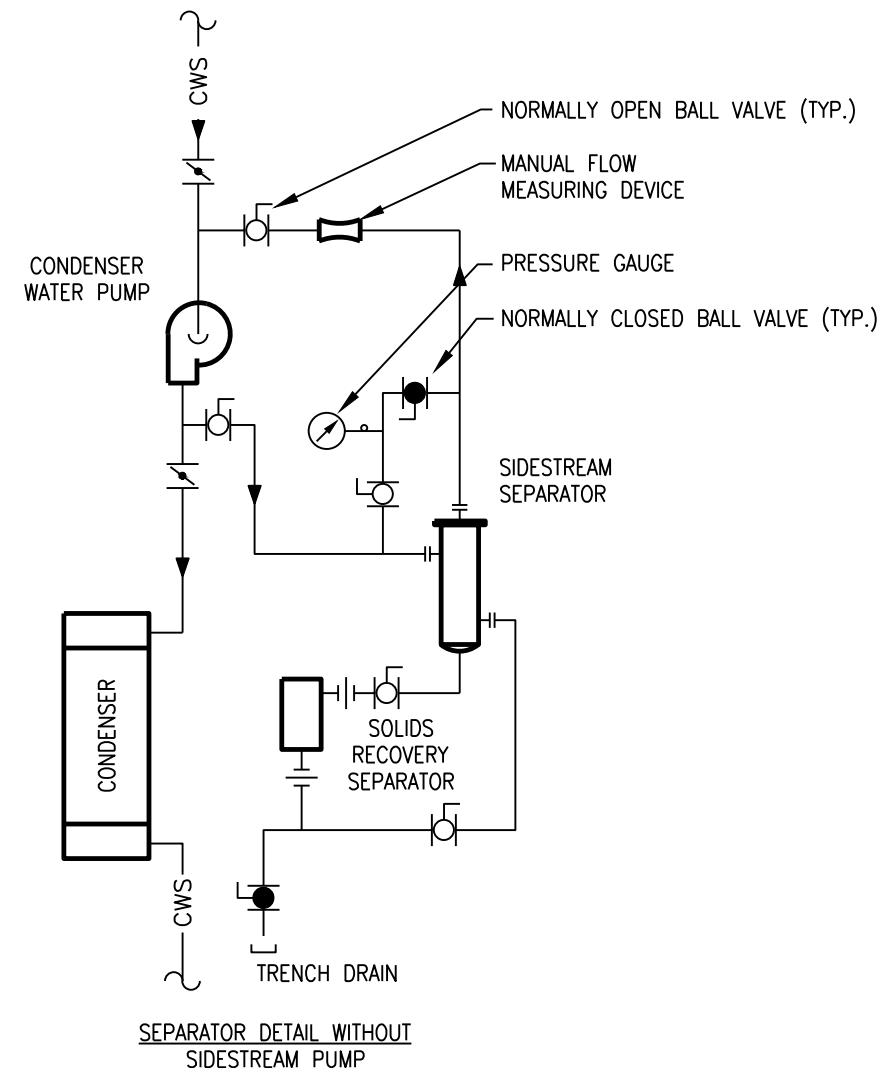 CWS
NORMALLY OPEN BALL VALVE (TYP.)
MANUAL FLOW
MEASURING DEVICE
CONDENSER
WATER PUMP
PRESSURE GAUGE
NORMALLY CLOSED BALL VALVE (TYP.)
SIDESTREAM
SEPARATOR
CONDENSER
SOLIDS
RECOVERY
SEPARATOR
CWS
TRENCH DRAIN
SEPARATOR DETAIL WITHOUT
SIDESTREAM PUMP